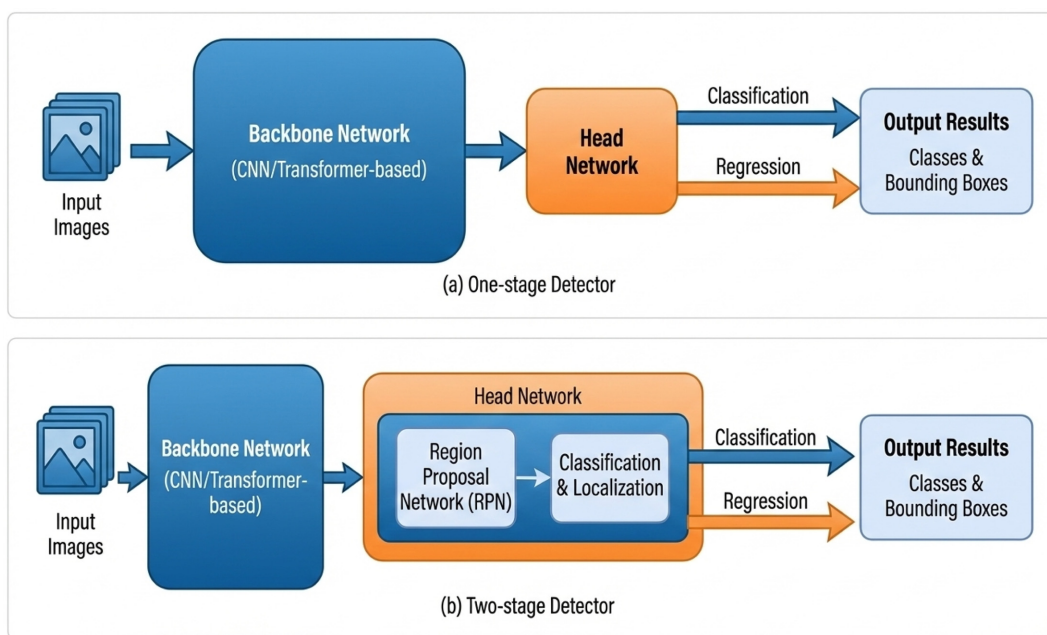 Input
Images
Backbone Network
(CNN/Transformer-based)
Head
Network
Classification
Regression
Output Results
Classes &
Bounding Boxes
(a) One-stage Detector
Input
Images
Backbone Network
(CNN/Transformer-
based)
Head Network
Region
Proposal
Network (RPN)
Classification
& Localization
Classification
Regression
Output Results
Classes &
Bounding Boxes
(b) Two-stage Detector